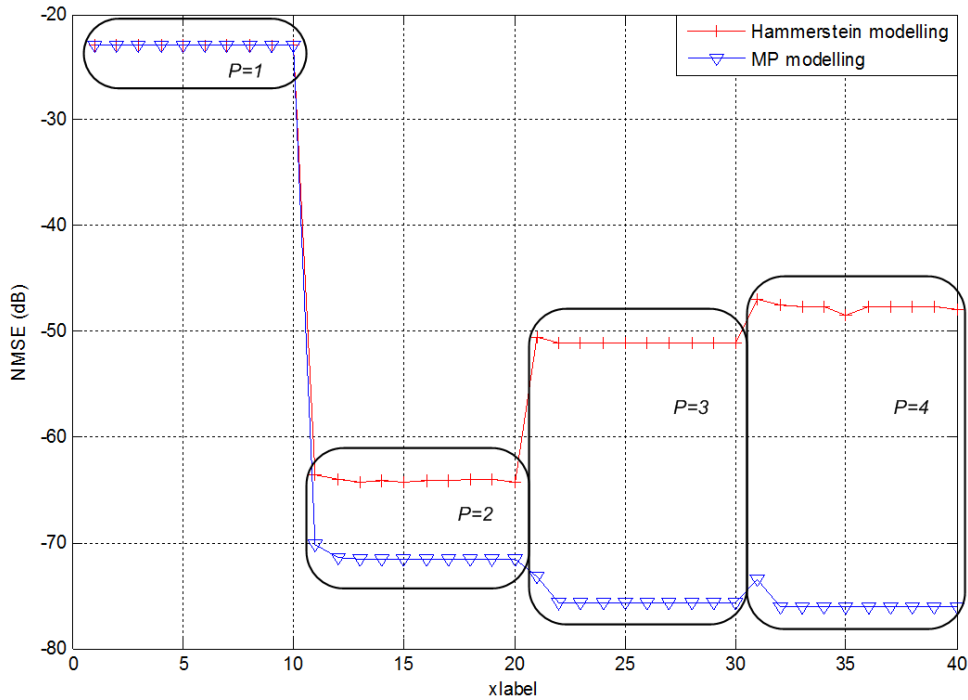 -20
Hammerstein modelling
MP modelling
P=1
-30
-40
-50
NMSE (dB)
P=3
P=4
-60
P=2
-70
-80
0
5
10
15
20
25
30
35
40
xlabel